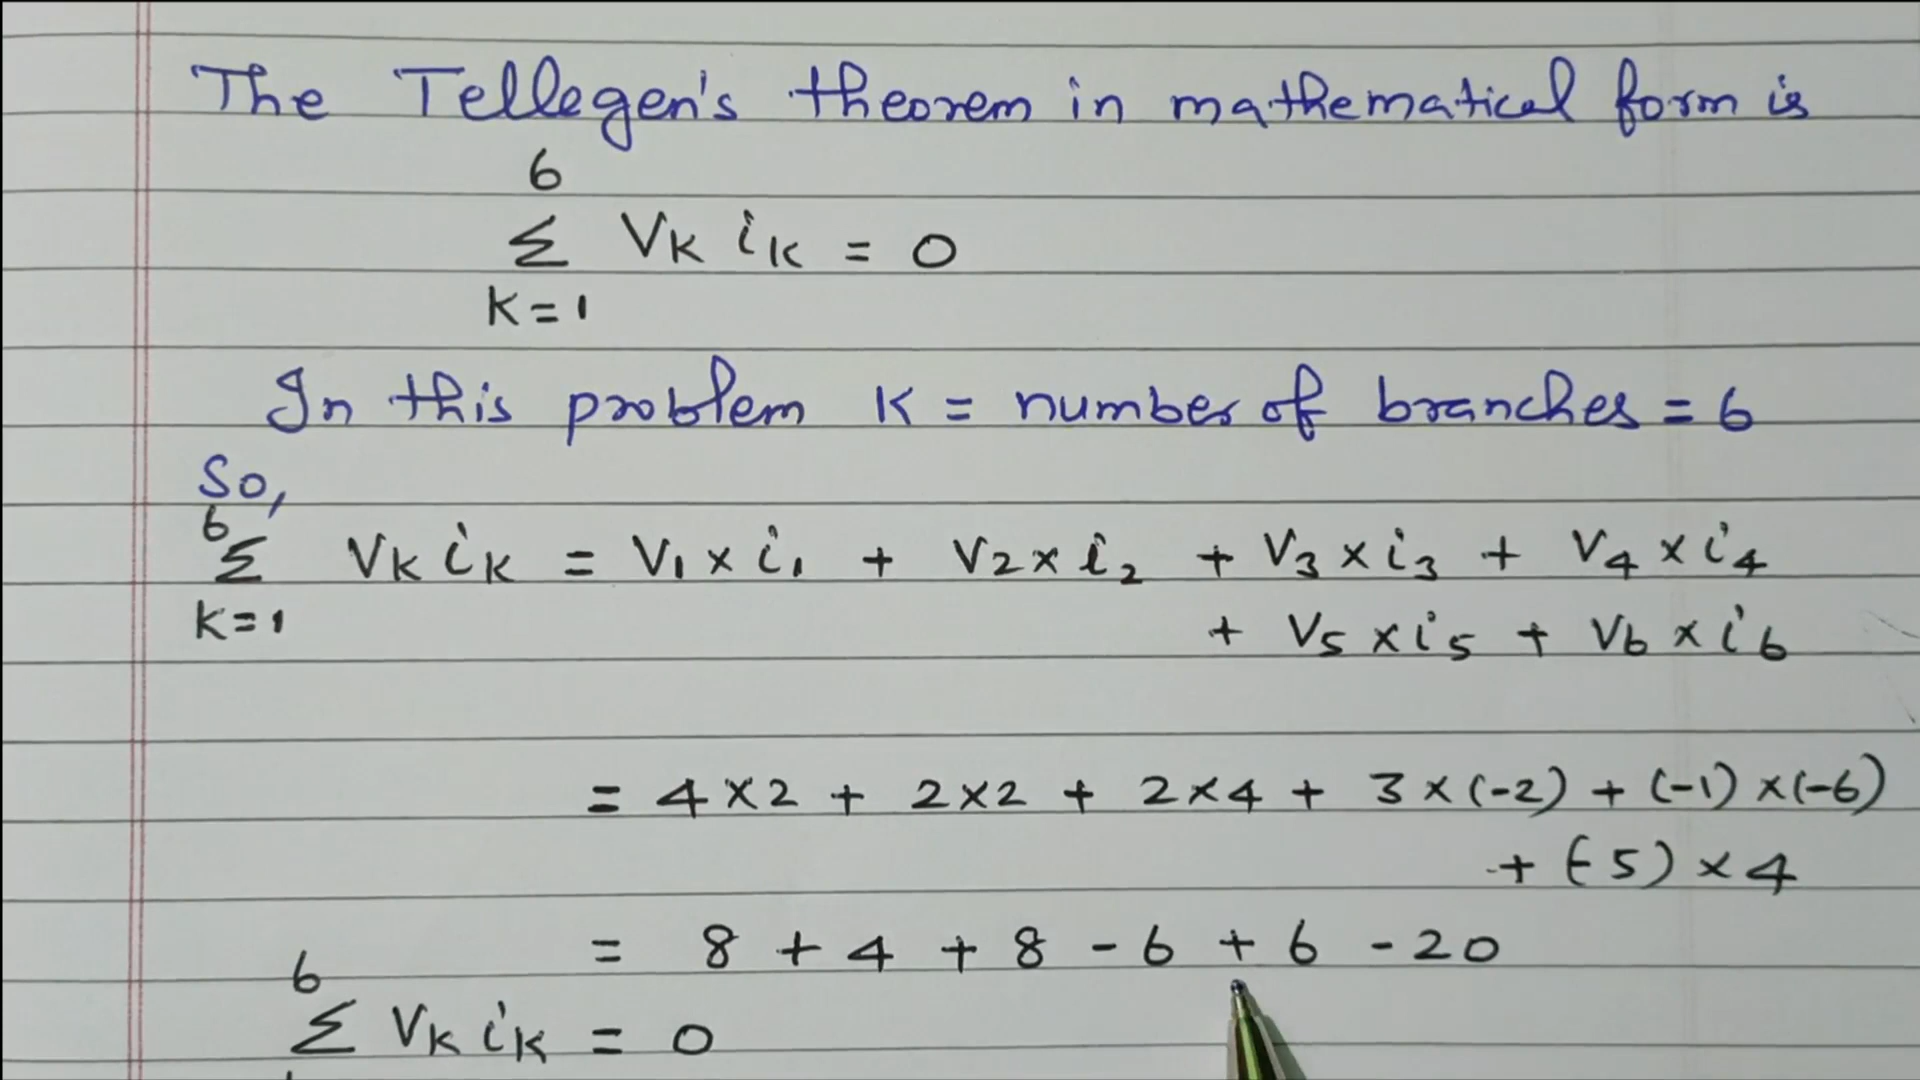 The Tellegen's theorem in mathematical form is
6
Σ Vk ik = 0
K=1
In this problem K = number of branches = 6
So,
6
Σ Vk ik = V1 × i1 + V2 × i2 + V3 × i3 + V4 × i4
K=1
+ V5 × i5 + V6 × i6
= 4×2 + 2×2 + 2×4 + 3×(-2) + (-1)×(-6)
+ (-5) × 4
= 8 + 4 + 8 - 6 + 6 - 20
6
Σ Vk ik = 0